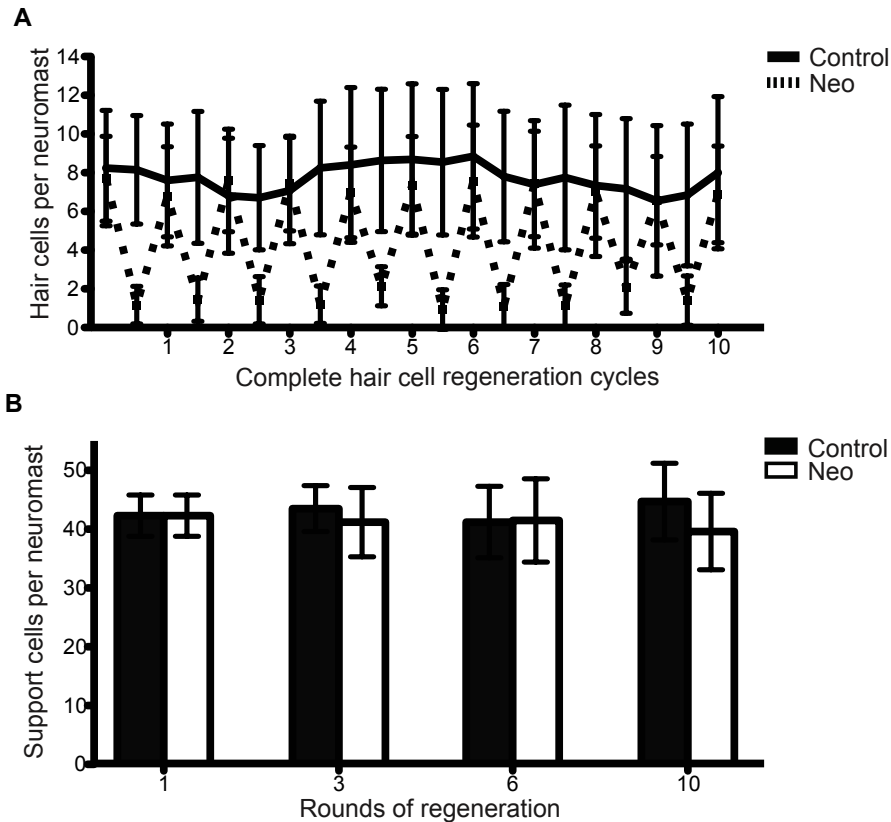 A
Hair cells per neuromast
14
12
10
8
6
4
2
0
1 2 3 4 5 6 7 8 9 10
Complete hair cell regeneration cycles
Control
Neo
B
Support cells per neuromast
50
40
30
20
10
0
1 3 6 10
Rounds of regeneration
Control
Neo